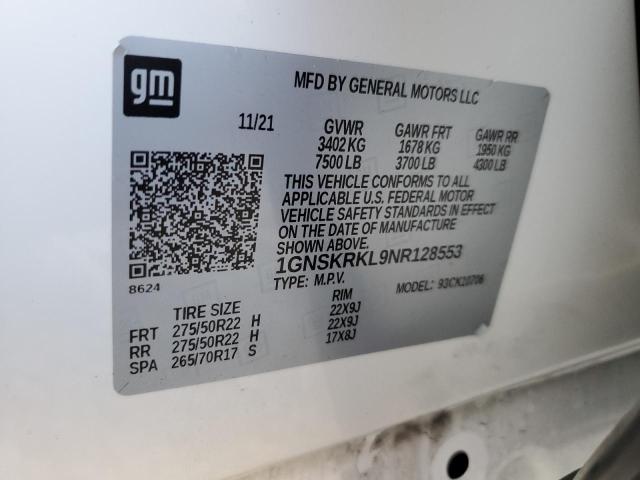 gm
MFD BY GENERAL MOTORS LLC
11/21 GVWR GAWR FRT GAWR RR
3402 KG 1678 KG 1950 KG
7500 LB 3700 LB 4300 LB
THIS VEHICLE CONFORMS TO ALL
APPLICABLE U.S. FEDERAL MOTOR
VEHICLE SAFETY STANDARDS IN EFFECT
ON THE DATE OF MANUFACTURE
SHOWN ABOVE.
1GNSKRKL9NR128553
8624 TYPE: M.P.V. MODEL: 93CK10706
TIRE SIZE RIM
FRT 275/50R22 H 22X9J
RR 275/50R22 H 22X9J
SPA 265/70R17 S 17X8J